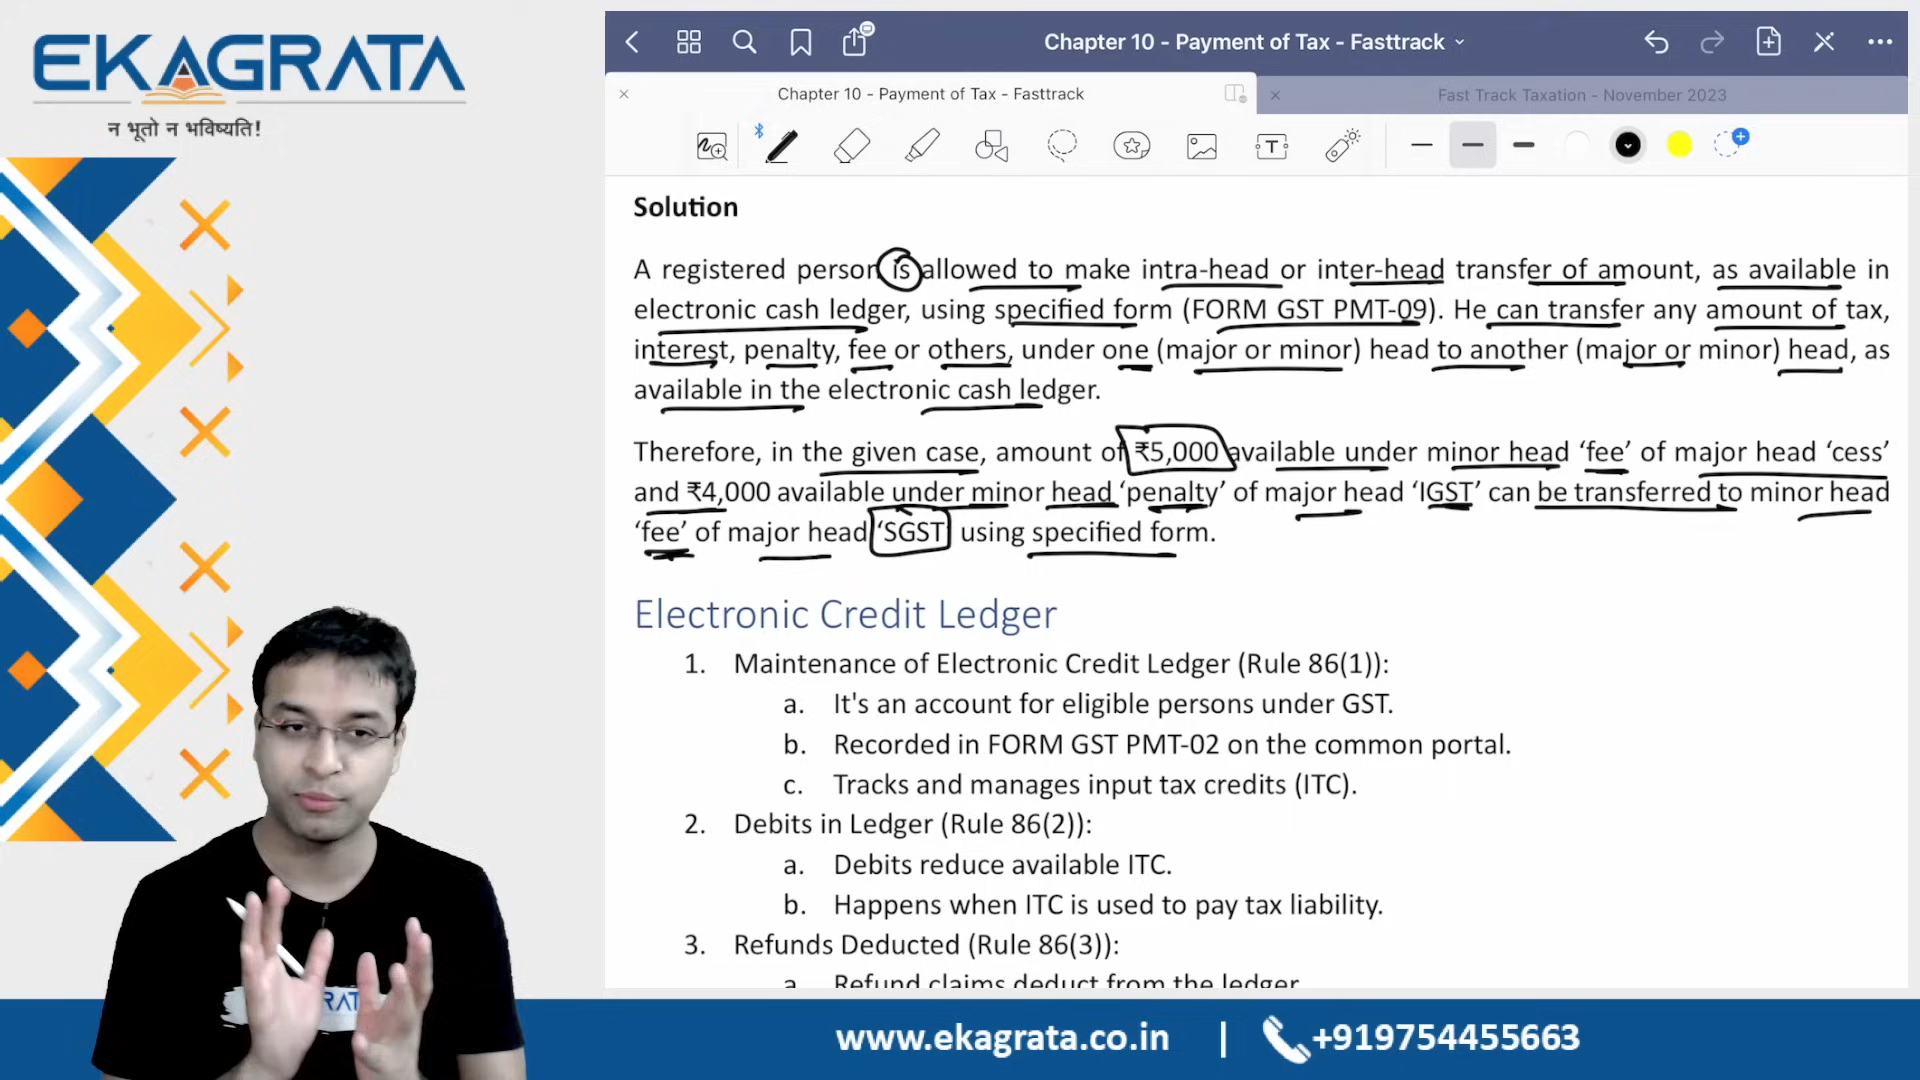 EKAGRATA
न भूतो न भविष्यति!
Chapter 10 - Payment of Tax - Fasttrack
Chapter 10 - Payment of Tax - Fasttrack
Fast Track Taxation - November 2023
T
Solution
A registered person is allowed to make intra-head or inter-head transfer of amount, as available in
electronic cash ledger, using specified form (FORM GST PMT-09). He can transfer any amount of tax,
interest, penalty, fee or others, under one (major or minor) head to another (major or minor) head, as
available in the electronic cash ledger.
Therefore, in the given case, amount of ₹5,000 available under minor head ‘fee’ of major head ‘cess’
and ₹4,000 available under minor head ‘penalty’ of major head ‘IGST’ can be transferred to minor head
‘fee’ of major head ‘SGST using specified form.
Electronic Credit Ledger
1. Maintenance of Electronic Credit Ledger (Rule 86(1)):
a. It's an account for eligible persons under GST.
b. Recorded in FORM GST PMT-02 on the common portal.
c. Tracks and manages input tax credits (ITC).
2. Debits in Ledger (Rule 86(2)):
a. Debits reduce available ITC.
b. Happens when ITC is used to pay tax liability.
3. Refunds Deducted (Rule 86(3)):
a. Refund claims deduct from the ledger
www.ekagrata.co.in | +919754455663